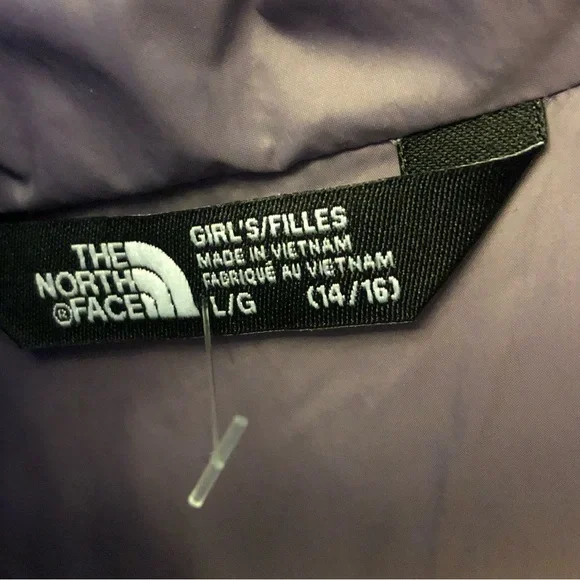 THE
NORTH
®FACE
GIRL'S/FILLES
MADE IN VIETNAM
FABRIQUÉ AU VIETNAM
L/G (14/16)